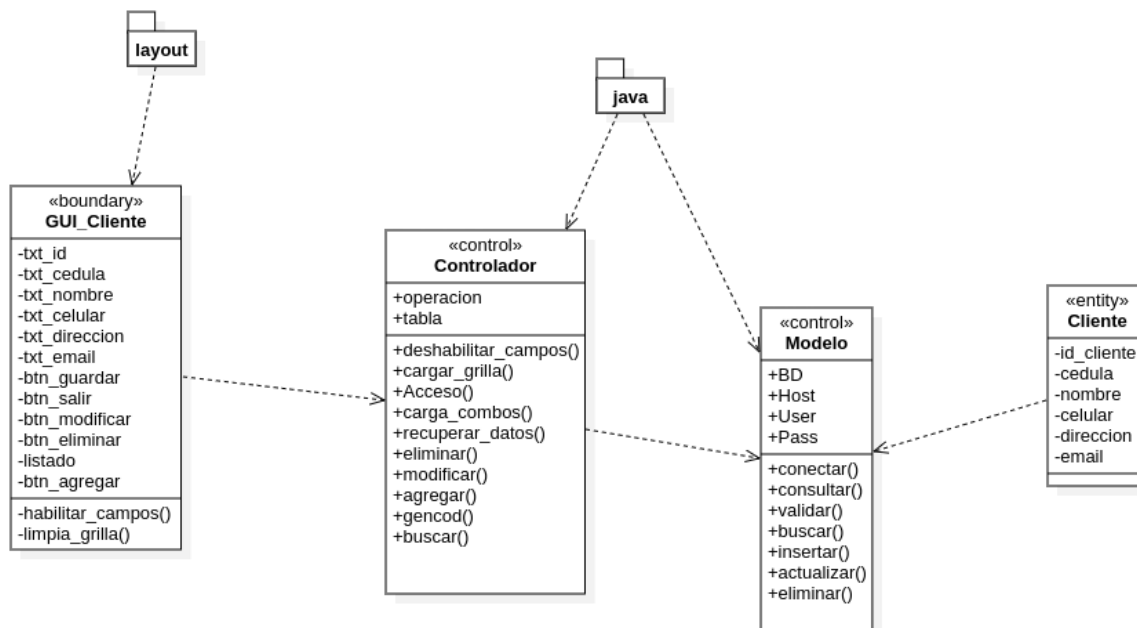 layout
java
«boundary»
GUI_Cliente
-txt_id
-txt_cedula
-txt_nombre
-txt_celular
-txt_direccion
-txt_email
-btn_guardar
-btn_salir
-btn_modificar
-btn_eliminar
-listado
-btn_agregar
-habilitar_campos()
-limpia_grilla()
«control»
Controlador
+operacion
+tabla
+deshabilitar_campos()
+cargar_grilla()
+Acceso()
+carga_combos()
+recuperar_datos()
+eliminar()
+modificar()
+agregar()
+gencod()
+buscar()
«control»
Modelo
+BD
+Host
+User
+Pass
+conectar()
+consultar()
+validar()
+buscar()
+insertar()
+actualizar()
+eliminar()
«entity»
Cliente
-id_cliente
-cedula
-nombre
-celular
-direccion
-email